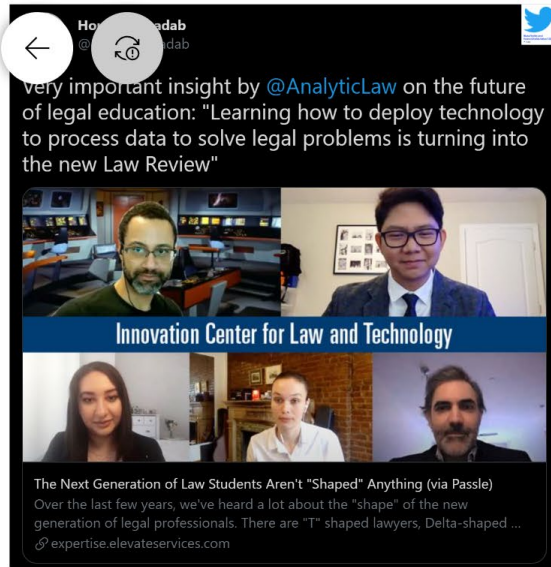 Very important insight by @AnalyticLaw on the future
of legal education: "Learning how to deploy technology
to process data to solve legal problems is turning into
the new Law Review"
Innovation Center for Law and Technology
The Next Generation of Law Students Aren't "Shaped" Anything (via Passle)
Over the last few years, we've heard a lot about the "shape" of the new
generation of legal professionals. There are "T" shaped lawyers, Delta-shaped ...
expertise.elevateservices.com